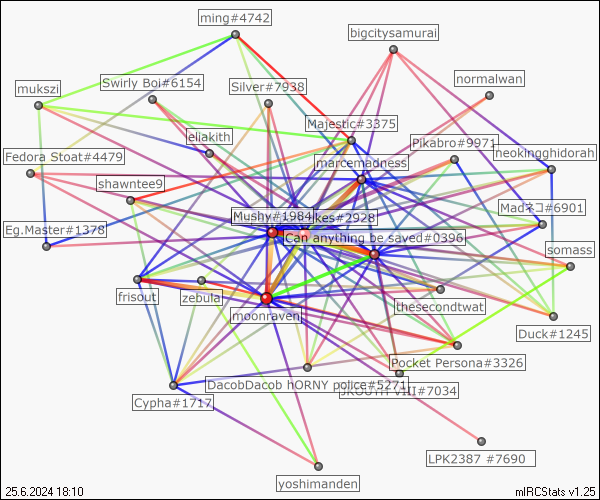 ming#4742
bigcitysamurai
normalwan
Swirly Boi#6154
Silver#7938
mukszi
Majestic#3375
Pikabro#9971
eliakith
neokingghidorah
Fedora Stoat#4479
marcemadness
shawntee9
Madネコ#6901
Mushy#1984
kes#2928
Eg.Master#1378
Can anything be saved#0396
somass
frisout
zebula
thesecondtwat
moonraven
Duck#1245
Pocket Persona#3326
DacobDacob hORNY police#5271
JKOUTH VIII#7034
Cypha#1717
LPK2387 #7690
yoshimanden
25.6.2024 18:10
mIRCStats v1.25